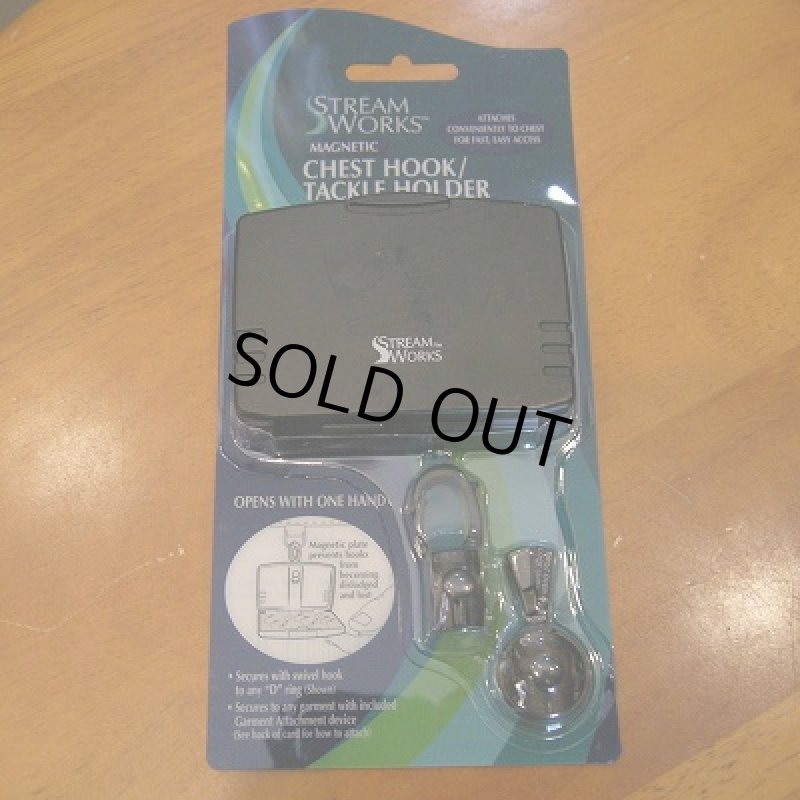 STREAM
WORKS™
MAGNETIC
CHEST HOOK/
TACKLE HOLDER
ATTACHES
CONVENIENTLY TO CHEST
FOR FAST, EASY ACCESS
STREAM™
WORKS
SOLD OUT
OPENS WITH ONE HAND
Magnetic plate
prevents hooks
from
becoming
dislodged
and lost
• Secures with swivel hook
to any "D" ring (Shown)
• Secures to any garment with included
Garment Attachment device
(See back of card for how to attach)